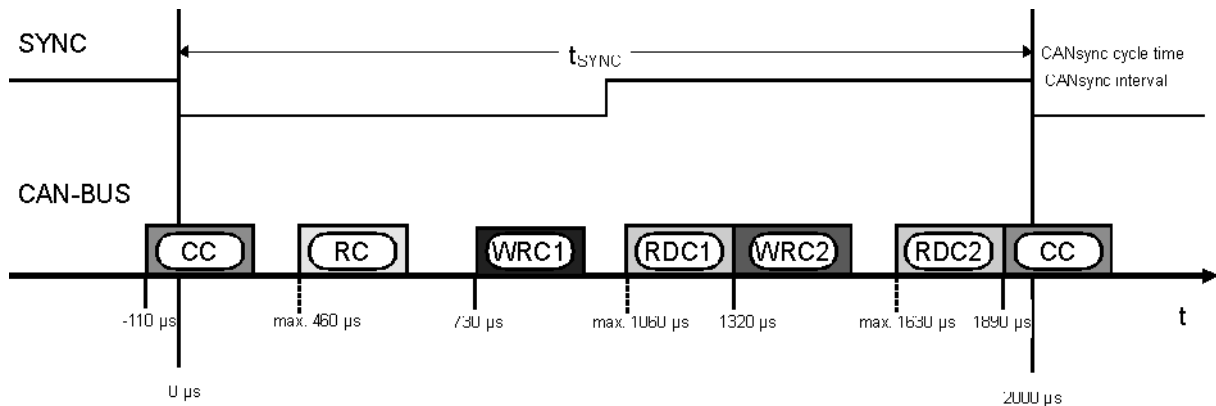 SYNC
tSYNC
CANsync cycle time
CANsync interval
CAN-BUS
CC
RC
WRC1
RDC1
WRC2
RDC2
CC
-110 µs
max. 460 µs
730 µs
max. 1060 µs
1320 µs
max. 1630 µs
1890 µs
t
0 µs
2000 µs